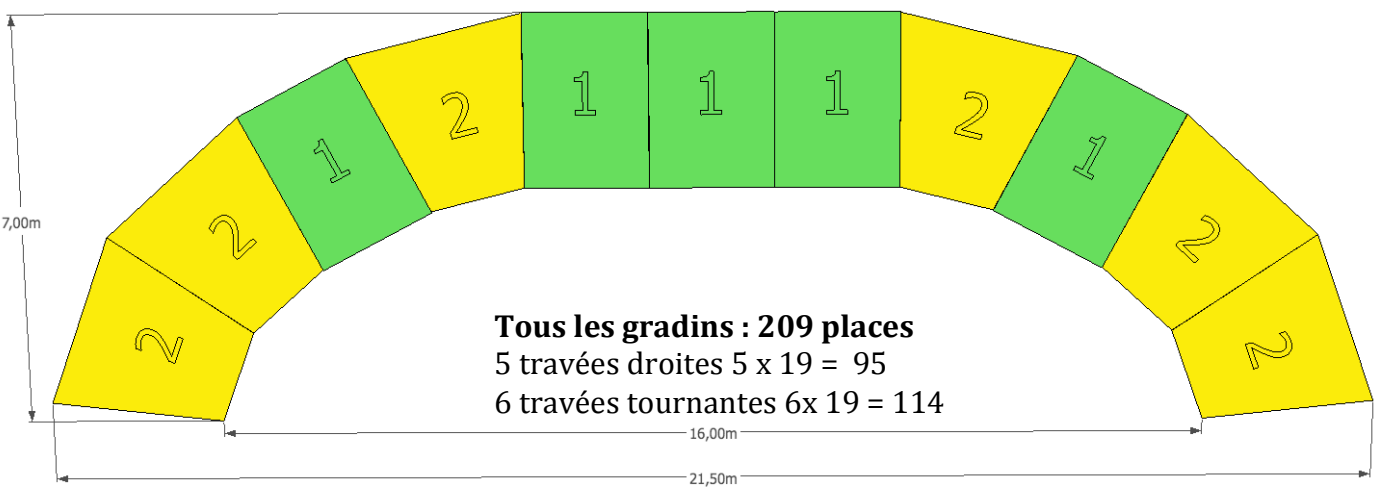 1
1
1
2
2
1
1
2
2
7,00m
2
2
Tous les gradins : 209 places
5 travées droites 5 x 19 = 95
6 travées tournantes 6x 19 = 114
16,00m
21,50m